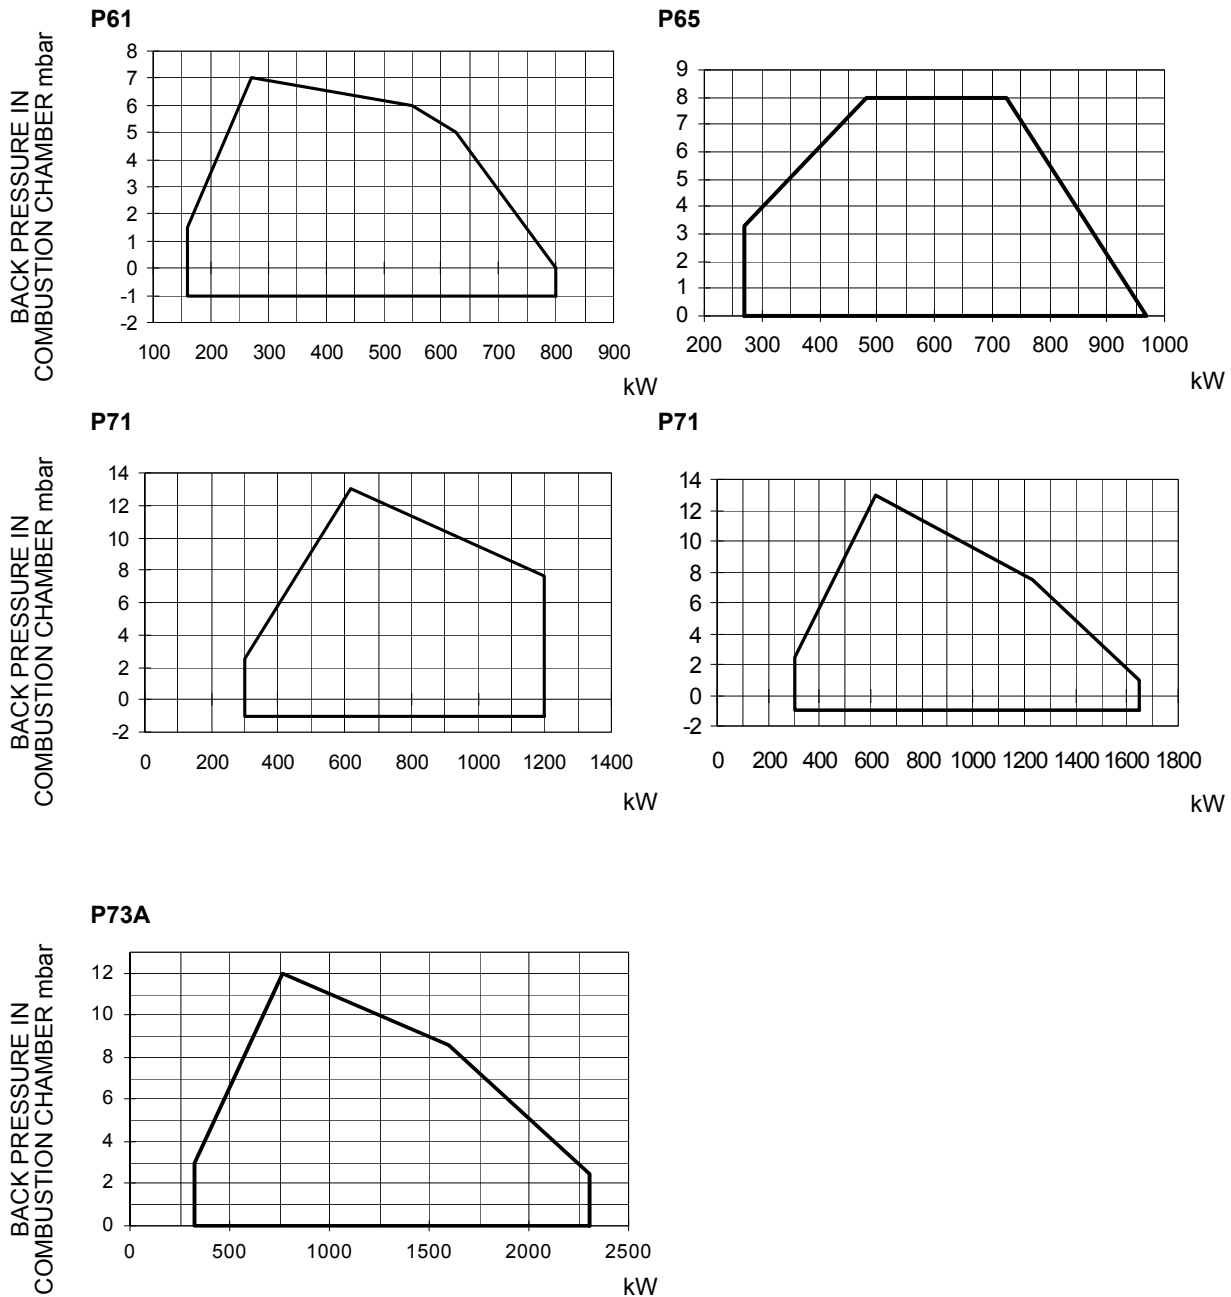 P61
BACK PRESSURE IN
COMBUSTION CHAMBER mbar
8
7
6
5
4
3
2
1
0
-1
-2
100 200 300 400 500 600 700 800 900
kW
P65
9
8
7
6
5
4
3
2
1
0
200 300 400 500 600 700 800 900 1000
kW
P71
BACK PRESSURE IN
COMBUSTION CHAMBER mbar
14
12
10
8
6
4
2
0
-2
0 200 400 600 800 1000 1200 1400
kW
P71
14
12
10
8
6
4
2
0
-2
0 200 400 600 800 1000 1200 1400 1600 1800
kW
P73A
BACK PRESSURE IN
COMBUSTION CHAMBER mbar
12
10
8
6
4
2
0
0 500 1000 1500 2000 2500
kW